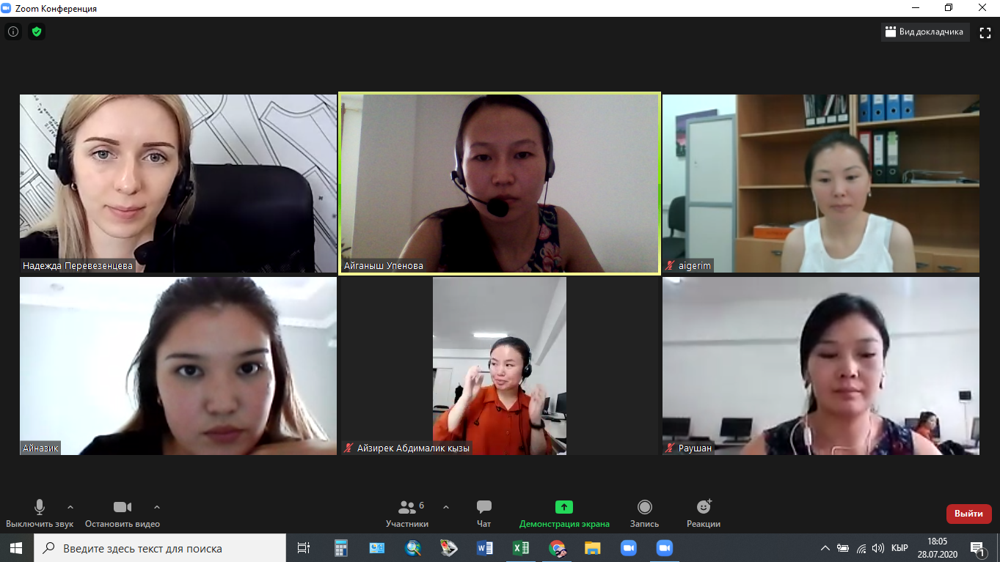 Zoom Конференция
Вид докладчика
Надежда Перевезенцева
Айганыш Упенова
aigerim
Айназик
Айзирек Абдималик кызы
Раушан
Выключить звук
Остановить видео
6
Участники
Чат
Демонстрация экрана
Запись
Реакции
Выйти
Введите здесь текст для поиска
КЫР
18:05
28.07.2020
1